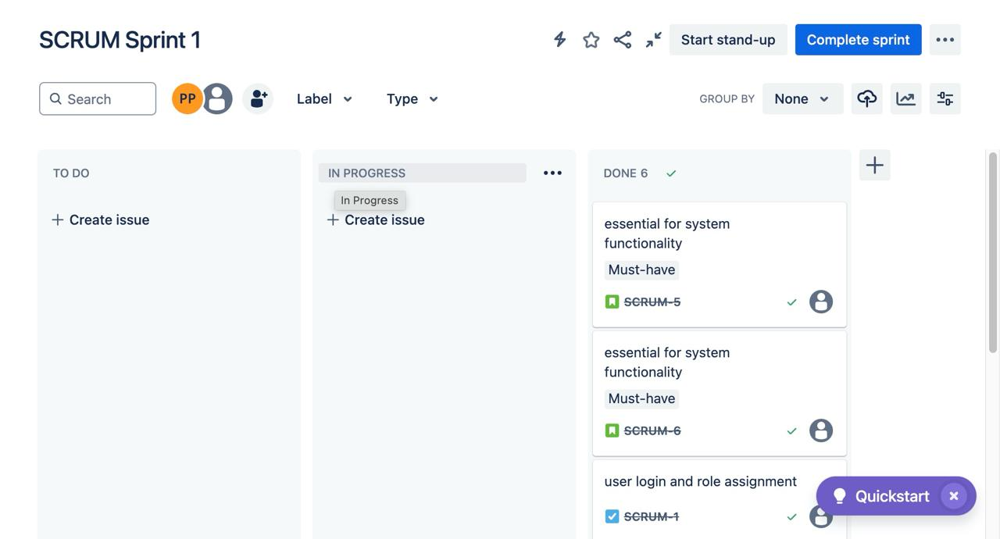 SCRUM Sprint 1
Start stand-up
Complete sprint
Search
PP
Label
Type
GROUP BY
None
TO DO
IN PROGRESS
DONE 6
In Progress
Create issue
Create issue
essential for system
functionality
Must-have
SCRUM-5
essential for system
functionality
Must-have
SCRUM-6
user login and role assignment
SCRUM-1
Quickstart